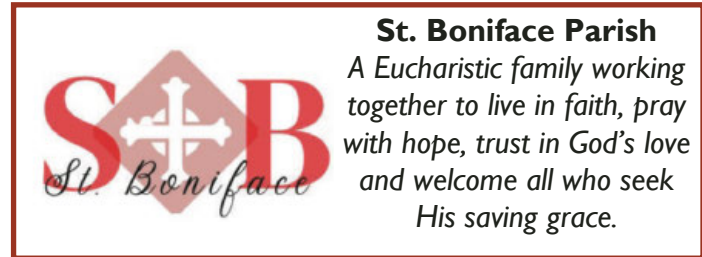 S B
St. Boniface
St. Boniface Parish
A Eucharistic family working
together to live in faith, pray
with hope, trust in God's love
and welcome all who seek
His saving grace.